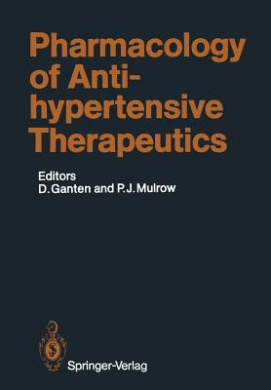 Pharmacology
of Anti-
hypertensive
Therapeutics
Editors
D. Ganten and P. J. Mulrow
Springer-Verlag